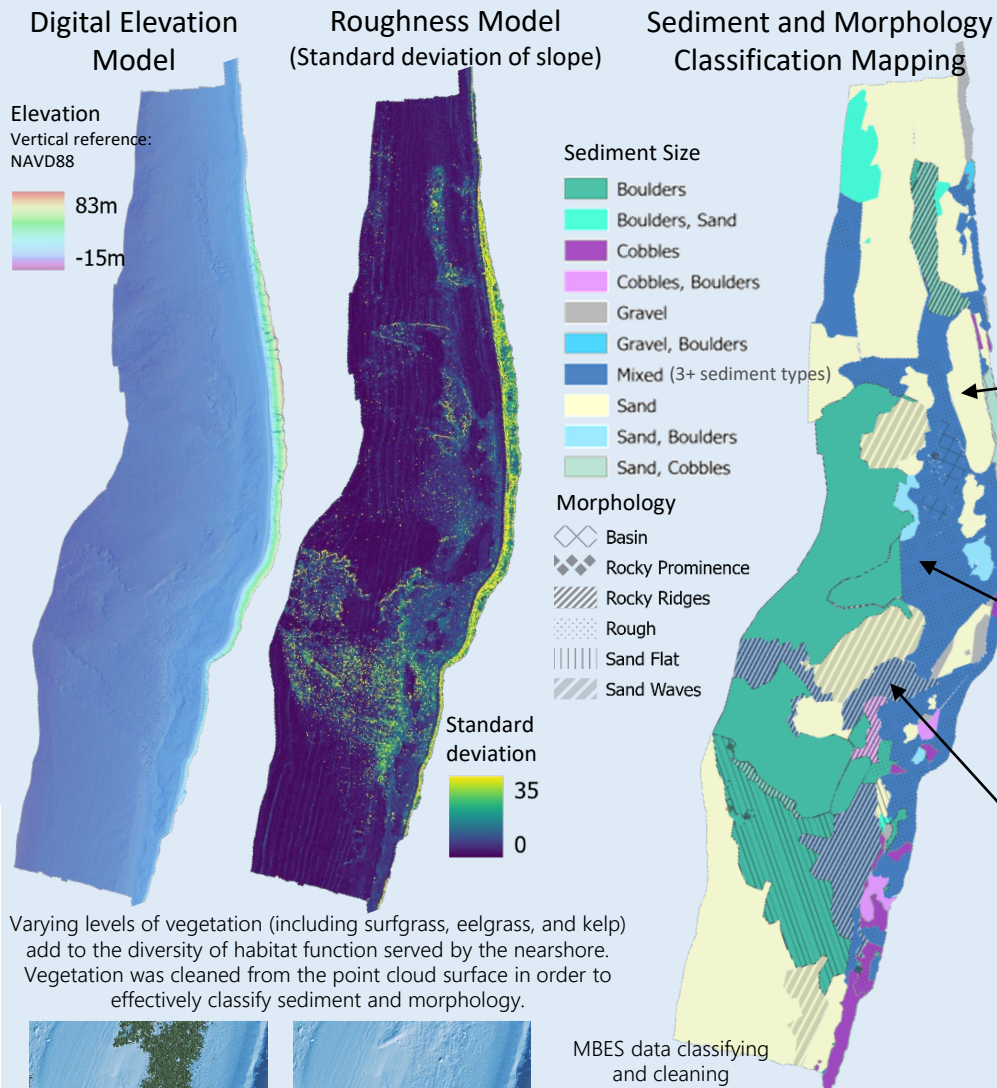 Digital Elevation
Model
Elevation
Vertical reference:
NAVD88
83m
-15m
Roughness Model
(Standard deviation of slope)
Standard
deviation
35
0
Sediment and Morphology
Classification Mapping
Sediment Size
Boulders
Boulders, Sand
Cobbles
Cobbles, Boulders
Gravel
Gravel, Boulders
Mixed (3+ sediment types)
Sand
Sand, Boulders
Sand, Cobbles
Morphology
Basin
Rocky Prominence
Rocky Ridges
Rough
Sand Flat
Sand Waves
Varying levels of vegetation (including surfgrass, eelgrass, and kelp)
add to the diversity of habitat function served by the nearshore.
Vegetation was cleaned from the point cloud surface in order to
effectively classify sediment and morphology.
MBES data classifying
and cleaning